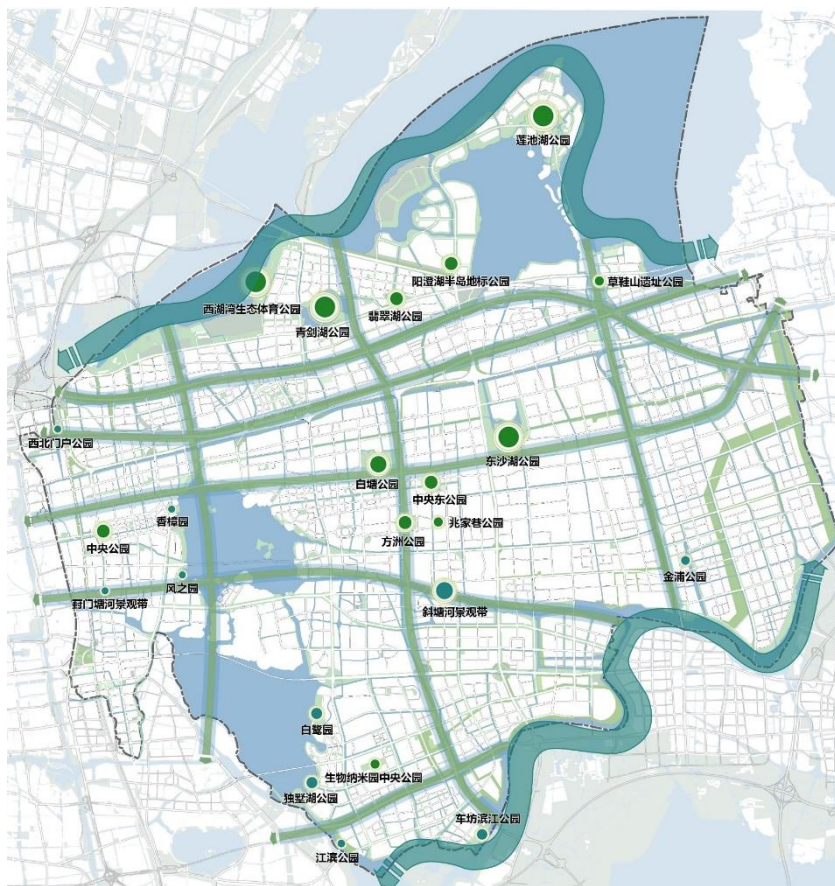 莲池湖公园
阳澄湖半岛地标公园
草鞋山遗址公园
西湖湾生态体育公园
翡翠湖公园
青剑湖公园
西北门户公园
东沙湖公园
白塘公园
中央东公园
香樟园
兆家巷公园
方洲公园
中央公园
金浦公园
风之园
葑门塘河景观带
斜塘河景观带
白鹭园
生物纳米园中央公园
独墅湖公园
车坊滨江公园
江滨公园